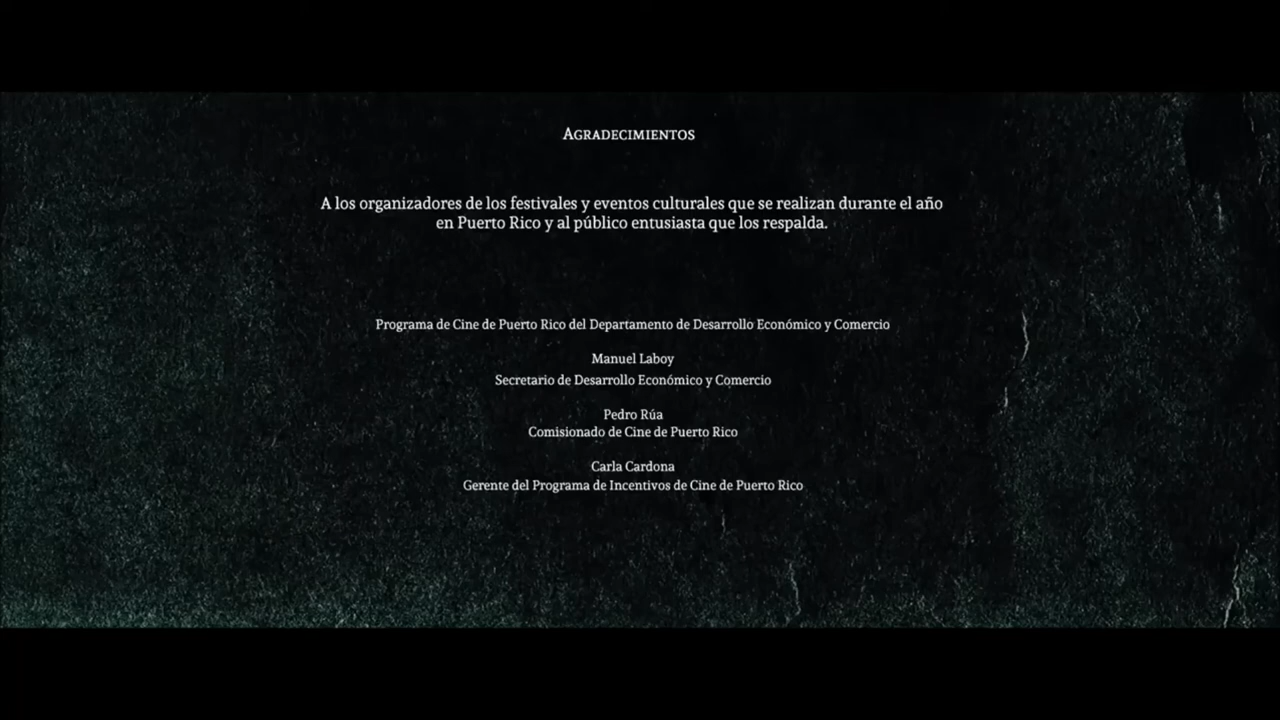 AGRADECIMIENTOS
A los organizadores de los festivales y eventos culturales que se realizan durante el año
en Puerto Rico y al público entusiasta que los respalda.
Programa de Cine de Puerto Rico del Departamento de Desarrollo Económico y Comercio
Manuel Laboy
Secretario de Desarrollo Económico y Comercio
Pedro Rúa
Comisionado de Cine de Puerto Rico
Carla Cardona
Gerente del Programa de Incentivos de Cine de Puerto Rico